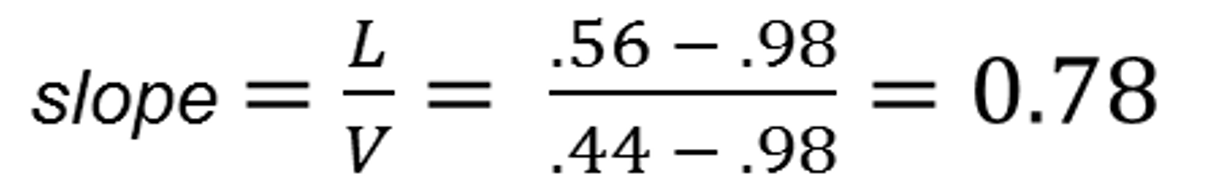 slope = L/V = .56 − .98 / .44 − .98 = 0.78